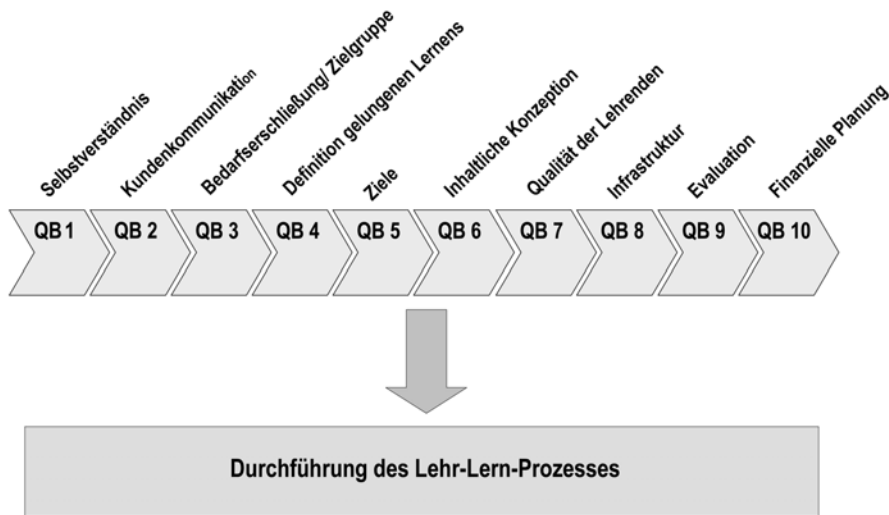 Selbstverständnis
Kundenkommunikation
Bedarfserschließung/ Zielgruppe
Definition gelungenen Lernens
Ziele
Inhaltliche Konzeption
Qualität der Lehrenden
Infrastruktur
Evaluation
Finanzielle Planung
QB 1
QB 2
QB 3
QB 4
QB 5
QB 6
QB 7
QB 8
QB 9
QB 10
Durchführung des Lehr-Lern-Prozesses